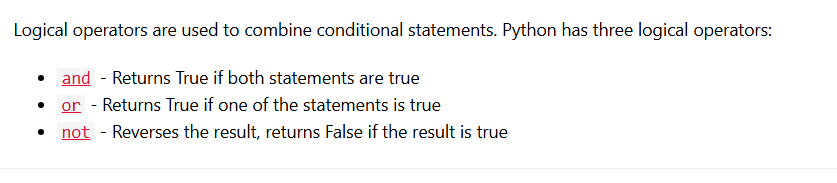 Logical operators are used to combine conditional statements. Python has three logical operators:
• and - Returns True if both statements are true
• or - Returns True if one of the statements is true
• not - Reverses the result, returns False if the result is true